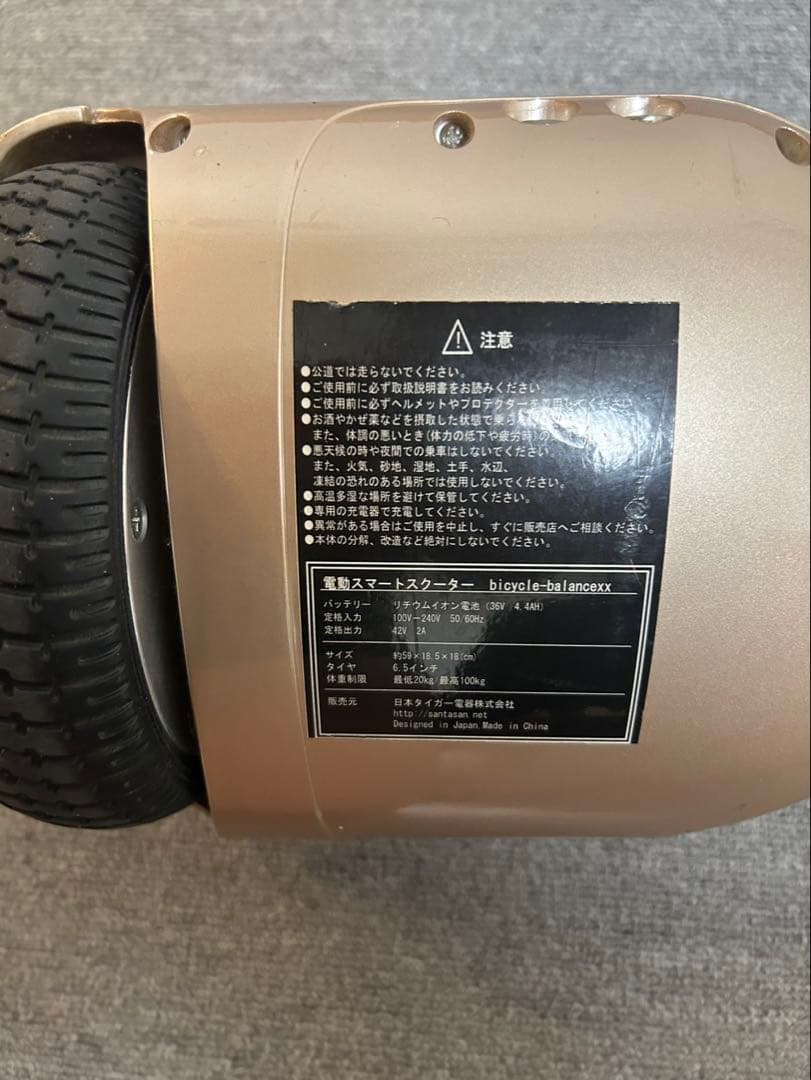 注意
●公道では走らないでください。
●ご使用前に必ず取扱説明書をお読みください
●ご使用前に必ずヘルメットやプロテクターを着用してください
●お酒やかぜ薬などを摂取した状態で乗ら
また、体調の悪いとき(体力の低下や疲労時)の
●悪天候の時や夜間での乗車はしないでください。
また、火気、砂地、湿地、土手、水辺、
凍結の恐れのある場所では使用しないでください。
●高温多湿な場所を避けて保管してください。
●専用の充電器で充電してください。
●異常がある場合はご使用を中止し、すぐに販売店へご相談ください。
●本体の分解、改造など絶対にしないでください。
電動スマートスクーター bicycle-balancexx
バッテリー リチウムイオン電池 (36V 4.4AH)
定格入力 100V-240V 50/60Hz
定格出力 42V 2A
サイズ 約59×18.5×18(cm)
タイヤ 6.5インチ
体重制限 最低20kg/最高100kg
販売元 日本タイガー電器株式会社
http://santasan.net
Designed in Japan.Made in China